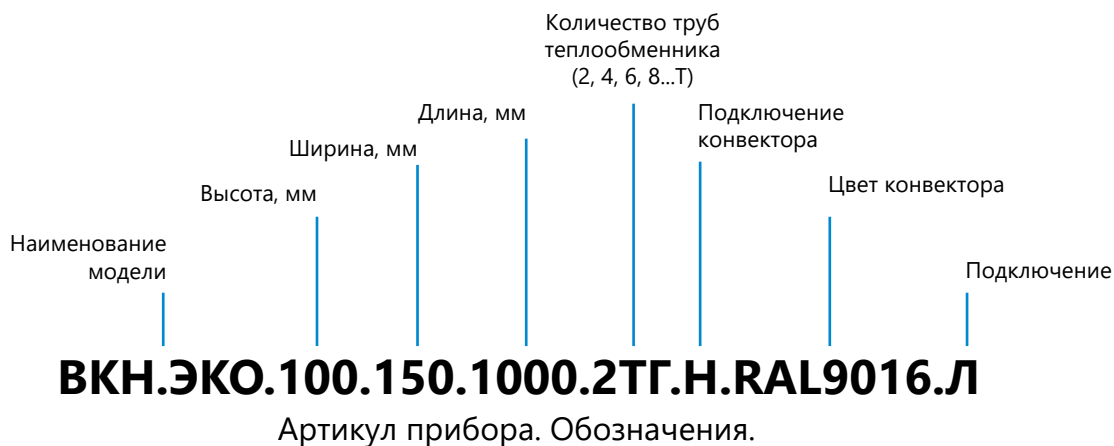 Количество труб
теплообменника
(2, 4, 6, 8...Т)
Длина, мм
Подключение
конвектора
Ширина, мм
Высота, мм
Цвет конвектора
Наименование
модели
Подключение
ВКН.ЭКО.100.150.1000.2ТГ.Н.RAL9016.Л
Артикул прибора. Обозначения.